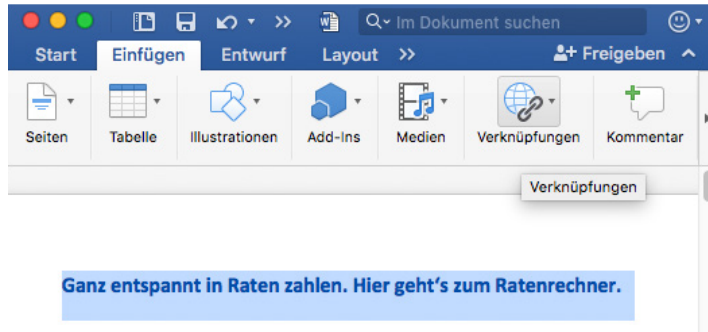 Im Dokument suchen
Start Einfügen Entwurf Layout >> Freigeben
Seiten Tabelle Illustrationen Add-Ins Medien Verknüpfungen Kommentar
Verknüpfungen
Ganz entspannt in Raten zahlen. Hier geht's zum Ratenrechner.